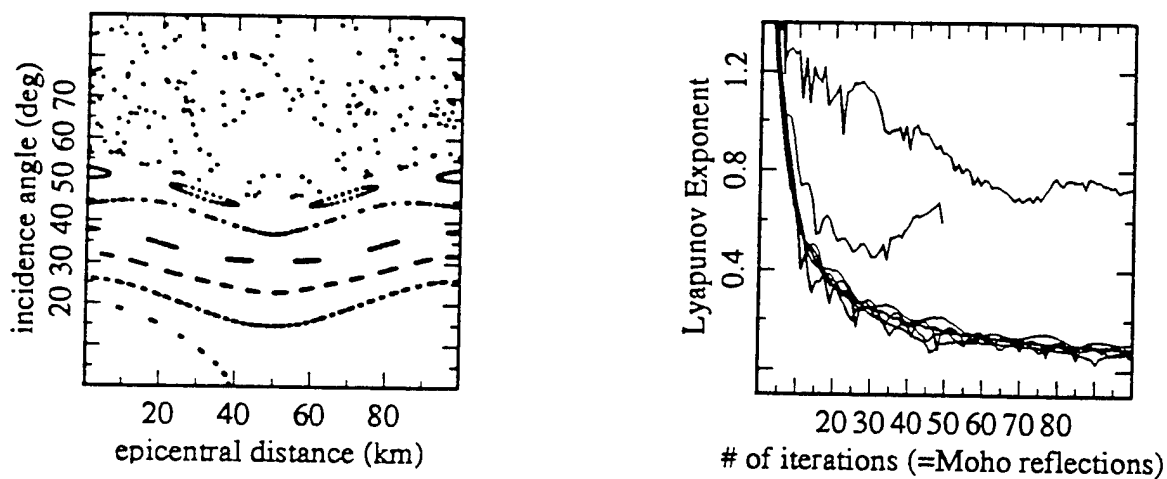 incidence angle (deg)
20 30 40 50 60 70
20 40 60 80
epicentral distance (km)
Lyapunov Exponent
0.4 0.8 1.2
20 30 40 50 60 70 80
# of iterations (=Moho reflections)